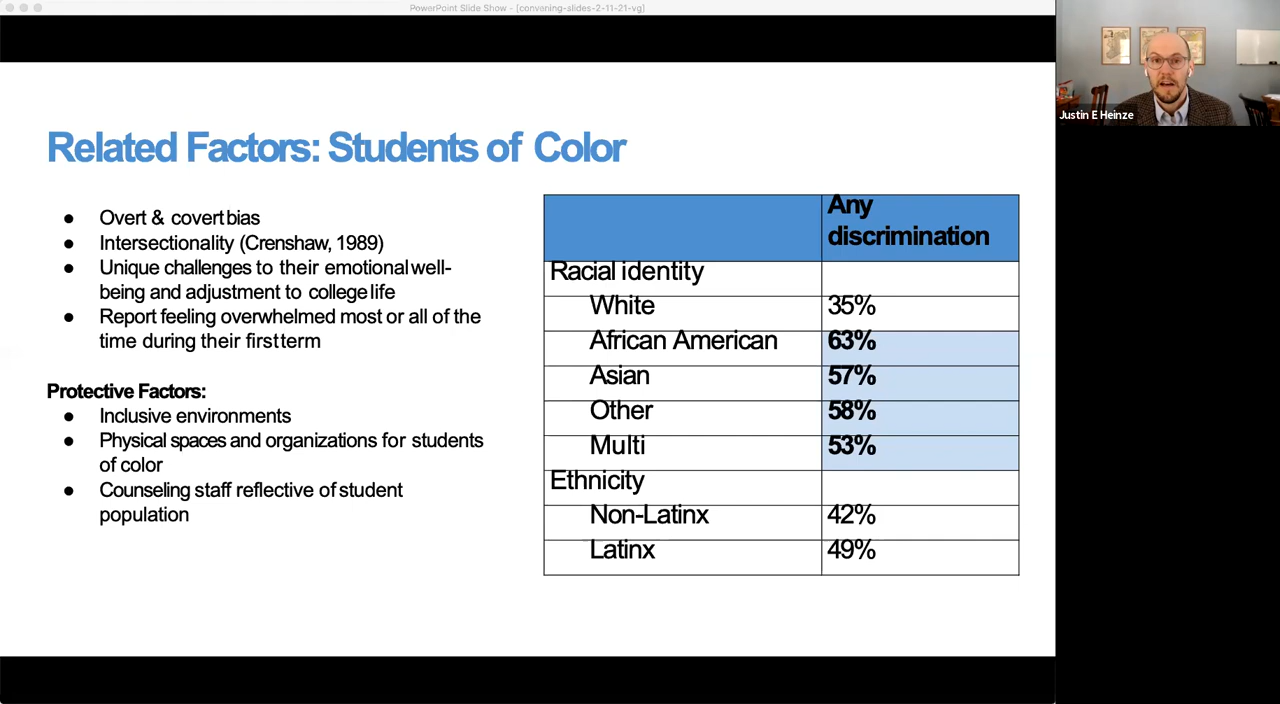 PowerPoint Slide Show - [convening-slides-2-11-21-vg]
Justin E Heinze
Related Factors: Students of Color
● Overt & covert bias
● Intersectionality (Crenshaw, 1989)
● Unique challenges to their emotional well-
being and adjustment to college life
● Report feeling overwhelmed most or all of the
time during their first term
Protective Factors:
● Inclusive environments
● Physical spaces and organizations for students
of color
● Counseling staff reflective of student
population
Any
discrimination
Racial identity
White 35%
African American 63%
Asian 57%
Other 58%
Multi 53%
Ethnicity
Non-Latinx 42%
Latinx 49%